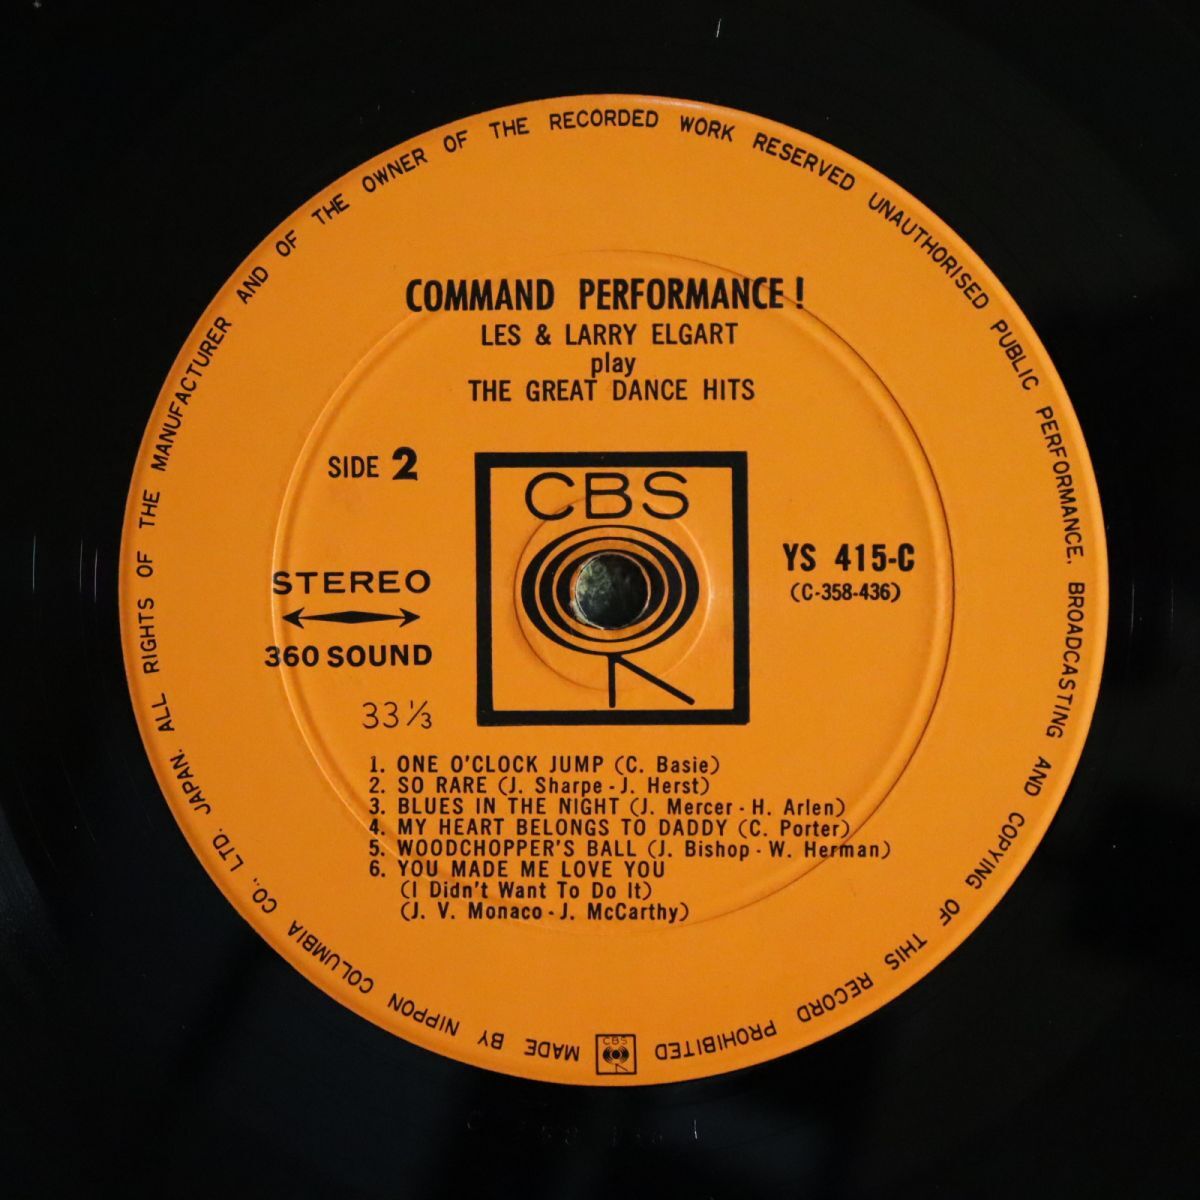 COMMAND PERFORMANCE!
LES & LARRY ELGART
play
THE GREAT DANCE HITS
SIDE 2
CBS
YS 415-C
(C-358-436)
STEREO
360 SOUND
33⅓
1. ONE O'CLOCK JUMP (C. Basie)
2. SO RARE (J. Sharpe - J. Herst)
3. BLUES IN THE NIGHT (J. Mercer - H. Arlen)
4. MY HEART BELONGS TO DADDY (C. Porter)
5. WOODCHOPPER'S BALL (J. Bishop - W. Herman)
6. YOU MADE ME LOVE YOU
(I Didn't Want To Do It)
(J. V. Monaco - J. McCarthy)
MADE BY NIPPON COLUMBIA CO., LTD. JAPAN. ALL RIGHTS OF THE MANUFACTURER AND OF THE OWNER OF THE RECORDED WORK RESERVED UNAUTHORISED PUBLIC PERFORMANCE, BROADCASTING AND COPYING OF THIS RECORD PROHIBITED
CBS